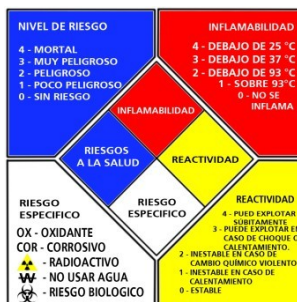 NIVEL DE RIESGO
4 - MORTAL
3 - MUY PELIGROSO
2 - PELIGROSO
1 - POCO PELIGROSO
0 - SIN RIESGO
INFLAMABILIDAD
4 - DEBAJO DE 25 °C
3 - DEBAJO DE 37 °C
2 - DEBAJO DE 93 °C
1 - SOBRE 93°C
0 - NO SE
INFLAMA
INFLAMABILIDAD
RIESGOS
A LA SALUD
REACTIVIDAD
RIESGO
ESPECIFICO
RIESGO
ESPECIFICO
OX - OXIDANTE
COR - CORROSIVO
- RADIOACTIVO
W - NO USAR AGUA
- RIESGO BIOLOGICO
REACTIVIDAD
4 - PUED EXPLOTAR
SÚBITAMENTE
3 - PUEDE EXPLOTAR EN
CASO DE CHOQUE O
CALENTAMIENTO.
2 - INESTABLE EN CASO DE
CAMBIO QUÍMICO VIOLENTO
1 - INESTABLE EN CASO DE
CALENTAMIENTO
0 - ESTABLE